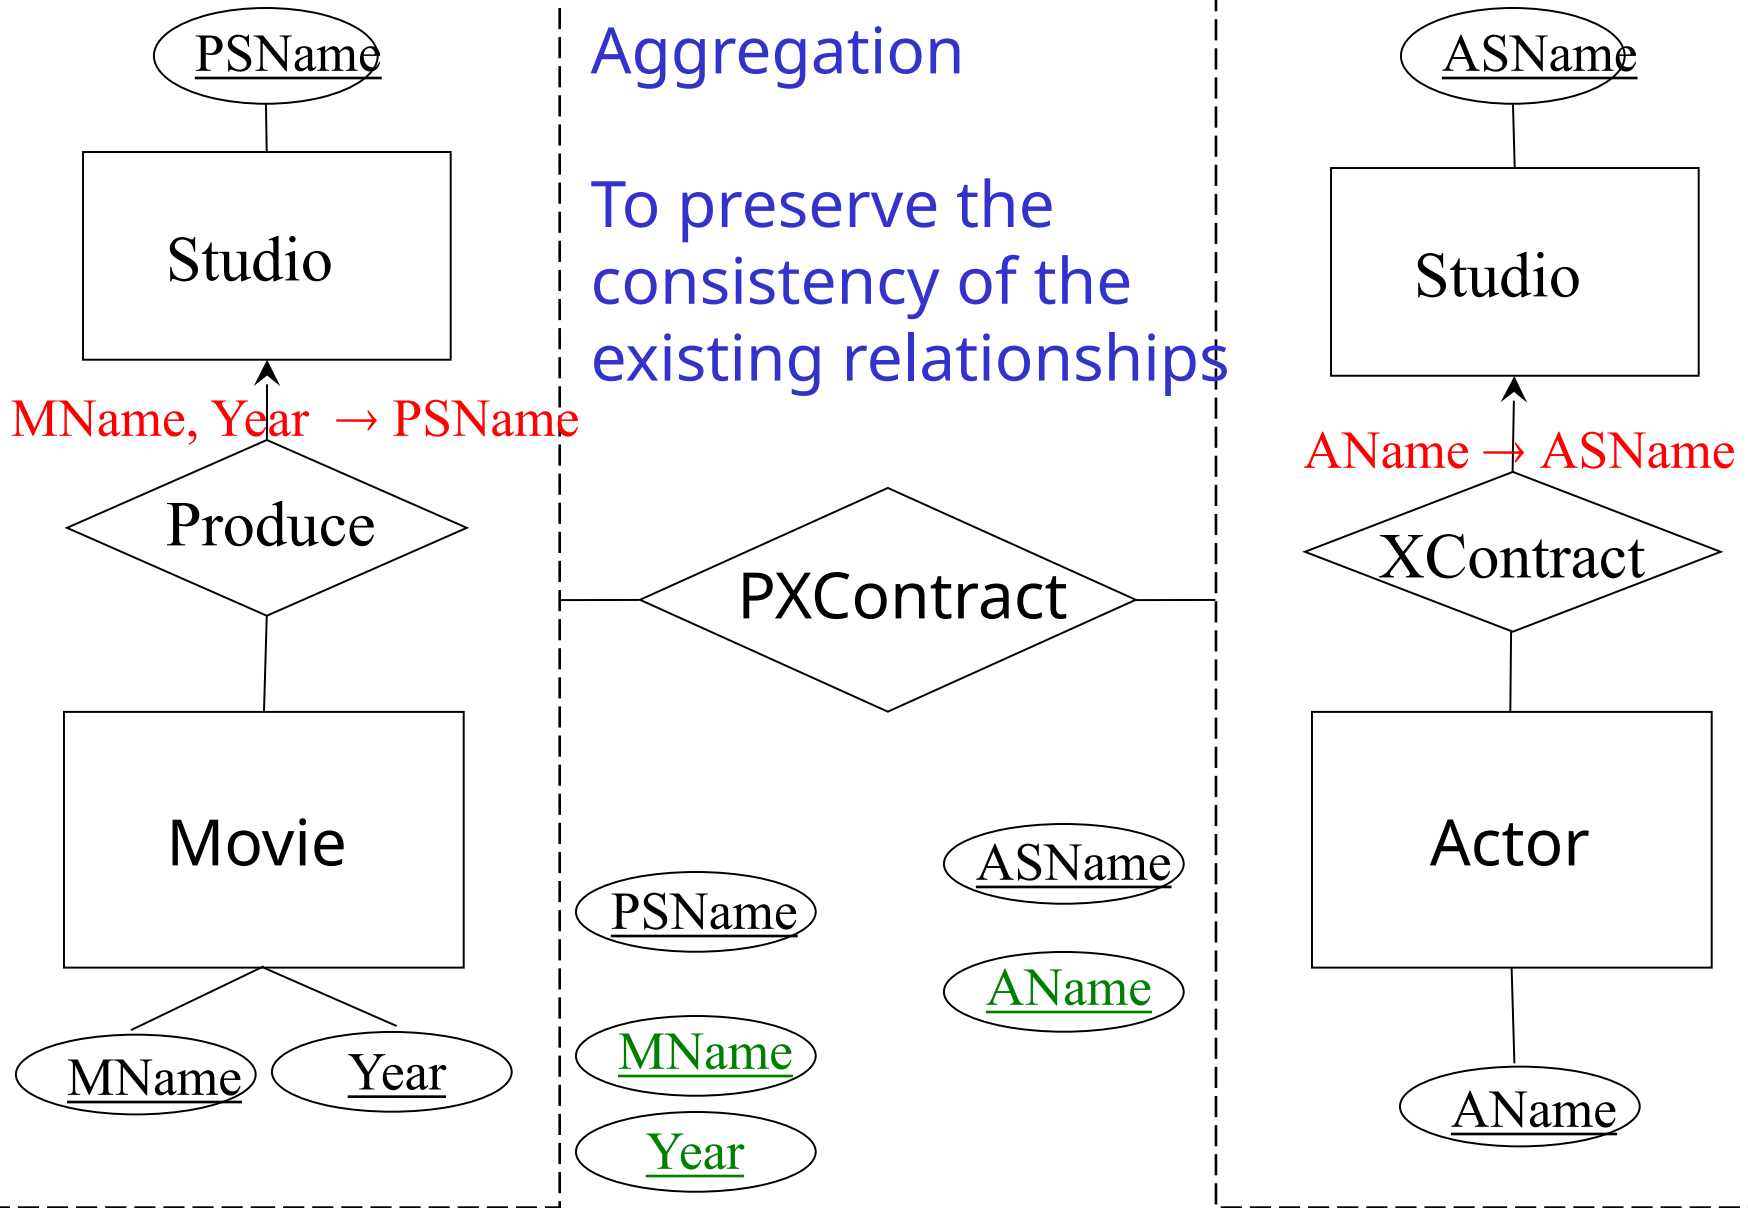 PSName
Studio
MName, Year → PSName
Produce
Movie
MName
Year
Aggregation
To preserve the
consistency of the
existing relationships
PXContract
PSName
MName
Year
ASName
AName
ASName
Studio
AName → ASName
XContract
Actor
AName